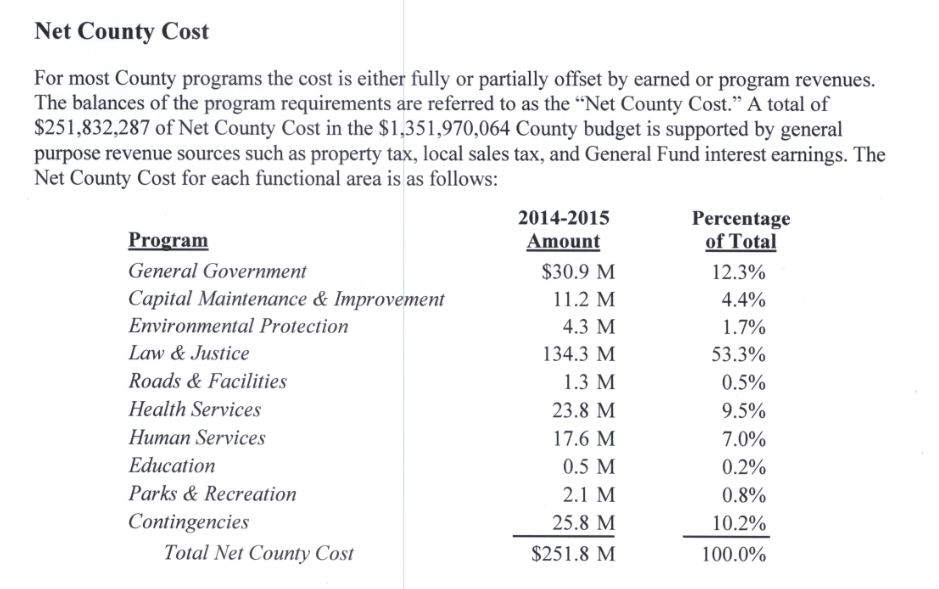 Net County Cost
For most County programs the cost is either fully or partially offset by earned or program revenues.
The balances of the program requirements are referred to as the “Net County Cost.” A total of
$251,832,287 of Net County Cost in the $1,351,970,064 County budget is supported by general
purpose revenue sources such as property tax, local sales tax, and General Fund interest earnings. The
Net County Cost for each functional area is as follows:
2014-2015 Percentage
Program Amount of Total
General Government $30.9 M 12.3%
Capital Maintenance & Improvement 11.2 M 4.4%
Environmental Protection 4.3 M 1.7%
Law & Justice 134.3 M 53.3%
Roads & Facilities 1.3 M 0.5%
Health Services 23.8 M 9.5%
Human Services 17.6 M 7.0%
Education 0.5 M 0.2%
Parks & Recreation 2.1 M 0.8%
Contingencies 25.8 M 10.2%
Total Net County Cost $251.8 M 100.0%